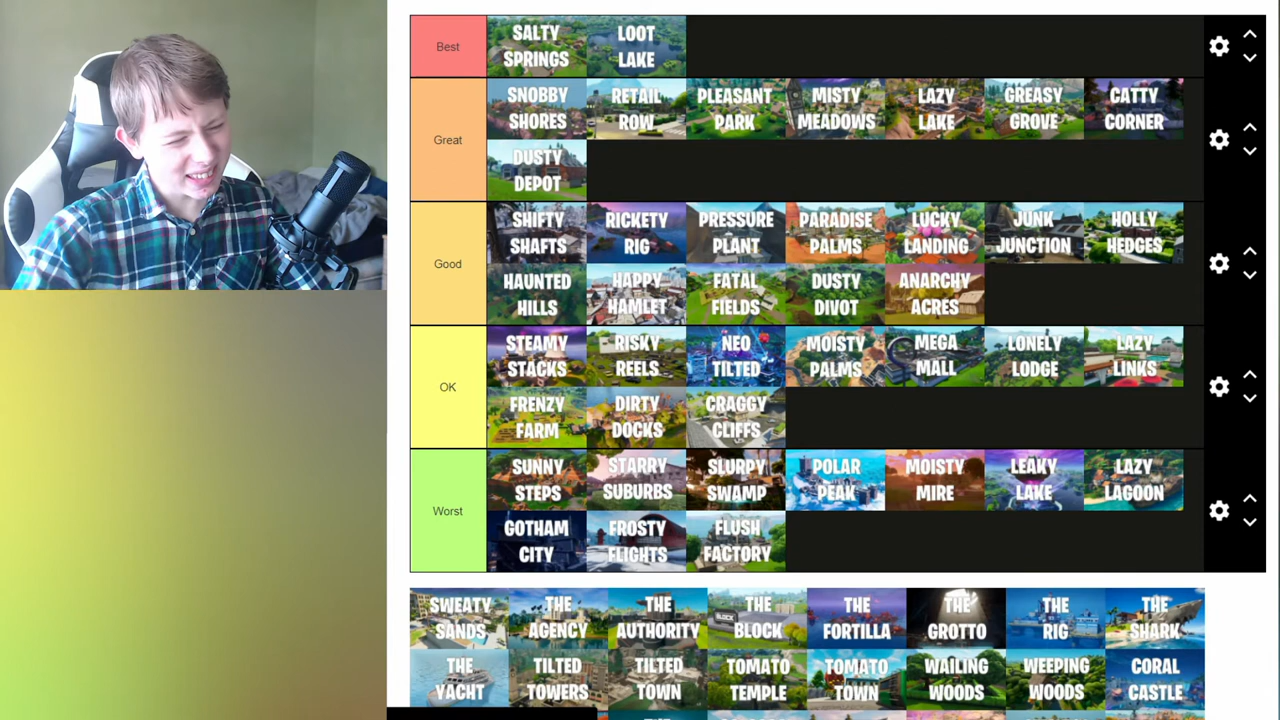 Best
SALTY SPRINGS
LOOT LAKE
Great
SNOBBY SHORES
RETAIL ROW
PLEASANT PARK
MISTY MEADOWS
LAZY LAKE
GREASY GROVE
CATTY CORNER
DUSTY DEPOT
Good
SHIFTY SHAFTS
RICKETY RIG
PRESSURE PLANT
PARADISE PALMS
LUCKY LANDING
JUNK JUNCTION
HOLLY HEDGES
HAUNTED HILLS
HAPPY HAMLET
FATAL FIELDS
DUSTY DIVOT
ANARCHY ACRES
OK
STEAMY STACKS
RISKY REELS
NEO TILTED
MOISTY PALMS
MEGA MALL
LONELY LODGE
LAZY LINKS
FRENZY FARM
DIRTY DOCKS
CRAGGY CLIFFS
Worst
SUNNY STEPS
STARRY SUBURBS
SLURPY SWAMP
POLAR PEAK
MOISTY MIRE
LEAKY LAKE
LAZY LAGOON
GOTHAM CITY
FROSTY FLIGHTS
FLUSH FACTORY
SWEATY SANDS
THE AGENCY
THE AUTHORITY
THE BLOCK
THE FORTILLA
THE GROTTO
THE RIG
THE SHARK
THE YACHT
TILTED TOWERS
TILTED TOWN
TOMATO TEMPLE
TOMATO TOWN
WAILING WOODS
WEEPING WOODS
CORAL CASTLE